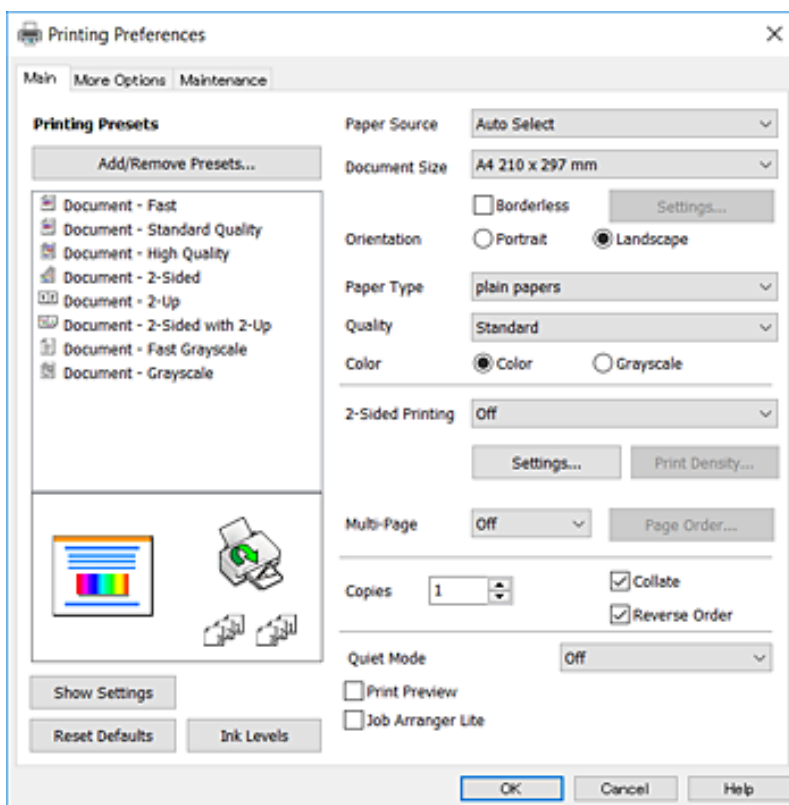 Printing Preferences
Main More Options Maintenance
Printing Presets
Add/Remove Presets...
Document - Fast
Document - Standard Quality
Document - High Quality
Document - 2-Sided
Document - 2-Up
Document - 2-Sided with 2-Up
Document - Fast Grayscale
Document - Grayscale
Show Settings
Reset Defaults Ink Levels
Paper Source Auto Select
Document Size A4 210 x 297 mm
Borderless Settings...
Orientation Portrait Landscape
Paper Type plain papers
Quality Standard
Color Color Grayscale
2-Sided Printing Off
Settings... Print Density...
Multi-Page Off Page Order...
Copies 1 Collate
Reverse Order
Quiet Mode Off
Print Preview
Job Arranger Lite
OK Cancel Help